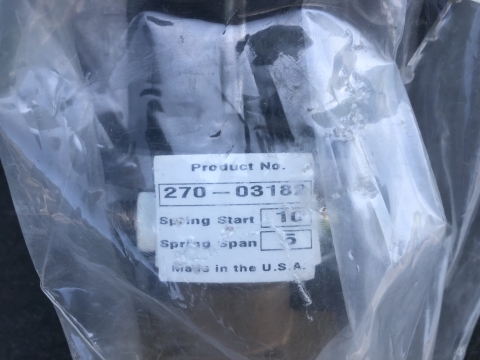 Product No.
270-03182
Spring Start 10
Spring Span 5
Made in the U.S.A.